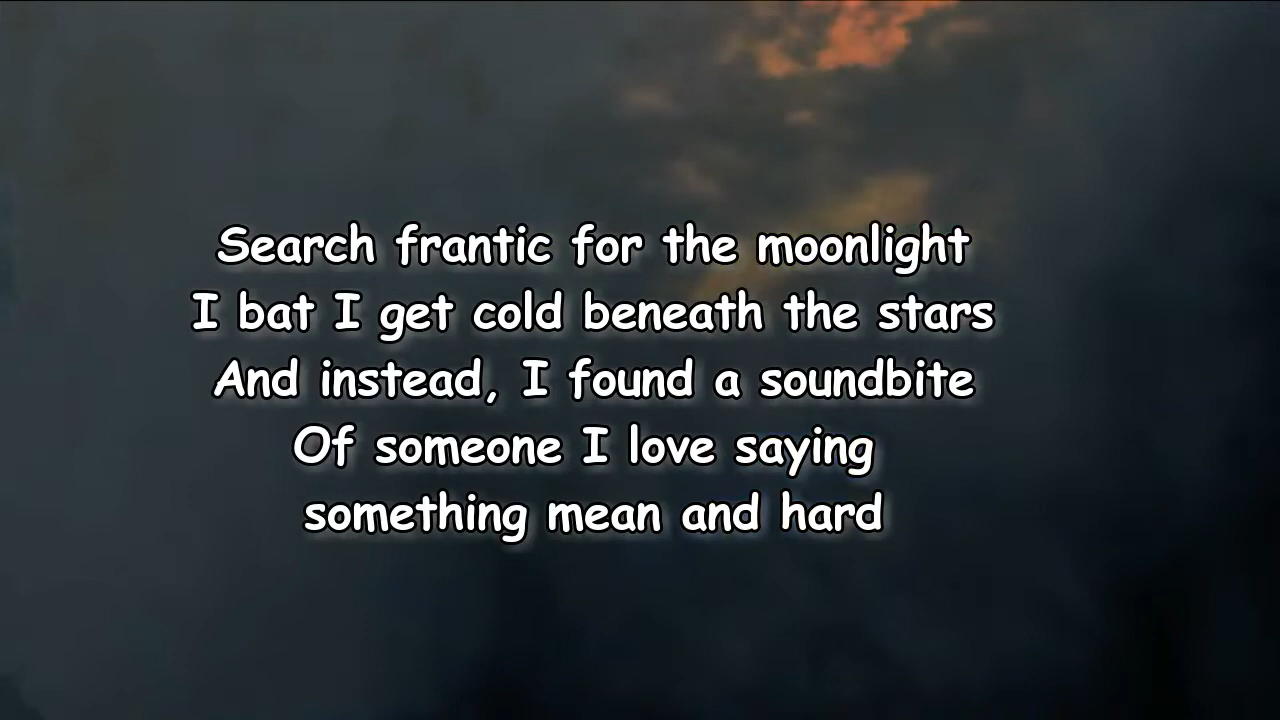 Search frantic for the moonlight
I bat I get cold beneath the stars
And instead, I found a soundbite
Of someone I love saying
something mean and hard